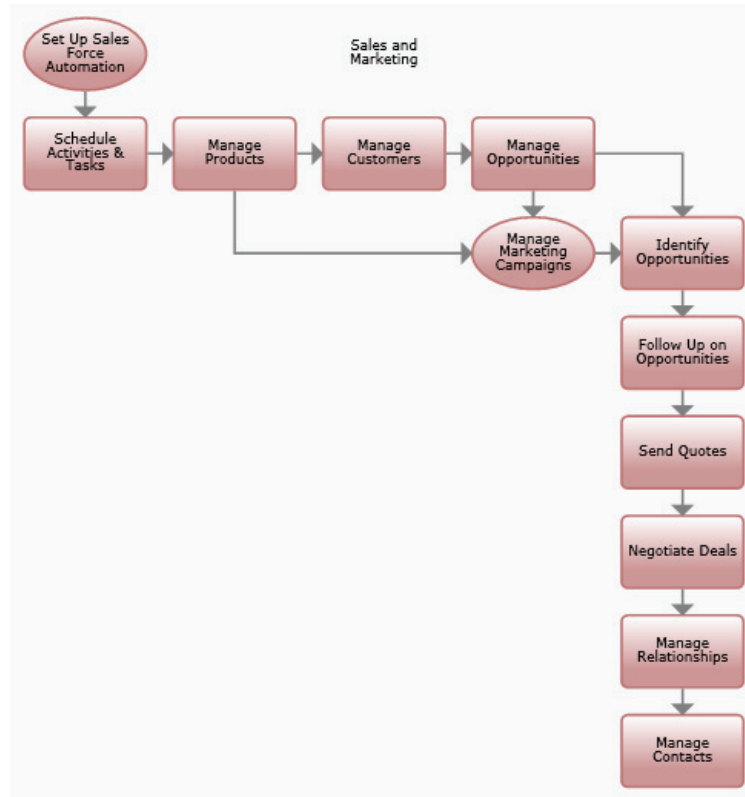 Set Up Sales
Force
Automation
Sales and
Marketing
Schedule
Activities &
Tasks
Manage
Products
Manage
Customers
Manage
Opportunities
Manage
Marketing
Campaigns
Identify
Opportunities
Follow Up on
Opportunities
Send Quotes
Negotiate Deals
Manage
Relationships
Manage
Contacts